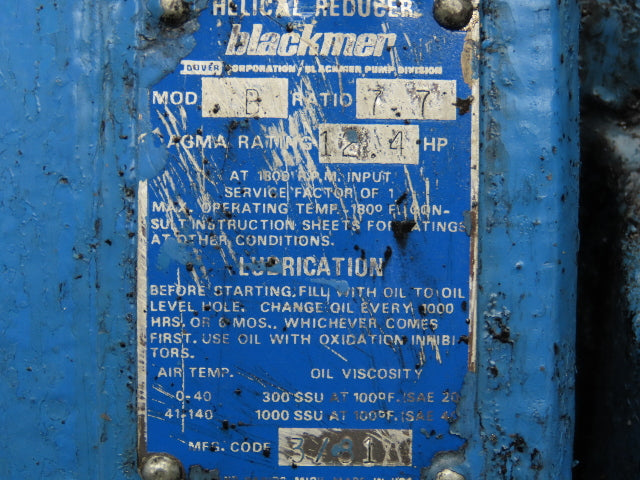 HELICAL REDUCER
blackmer
DOVER CORPORATION/BLACKMER PUMP DIVISION
MOD. B RATIO 7.7
AGMA RATING 12.4 HP
AT 1800 R.P.M. INPUT
SERVICE FACTOR OF 1
MAX. OPERATING TEMP. 180° F. CON-
SULT INSTRUCTION SHEETS FOR RATINGS
AT OTHER CONDITIONS.
LUBRICATION
BEFORE STARTING, FILL WITH OIL TO OIL
LEVEL HOLE. CHANGE OIL EVERY 1000
HRS. OR 6 MOS., WHICHEVER COMES
FIRST. USE OIL WITH OXIDATION INHIBI-
TORS.
AIR TEMP. OIL VISCOSITY
0-40 300 SSU AT 100°F. (SAE 20
41-140 1000 SSU AT 100°F. (SAE
MFG. CODE 3/81